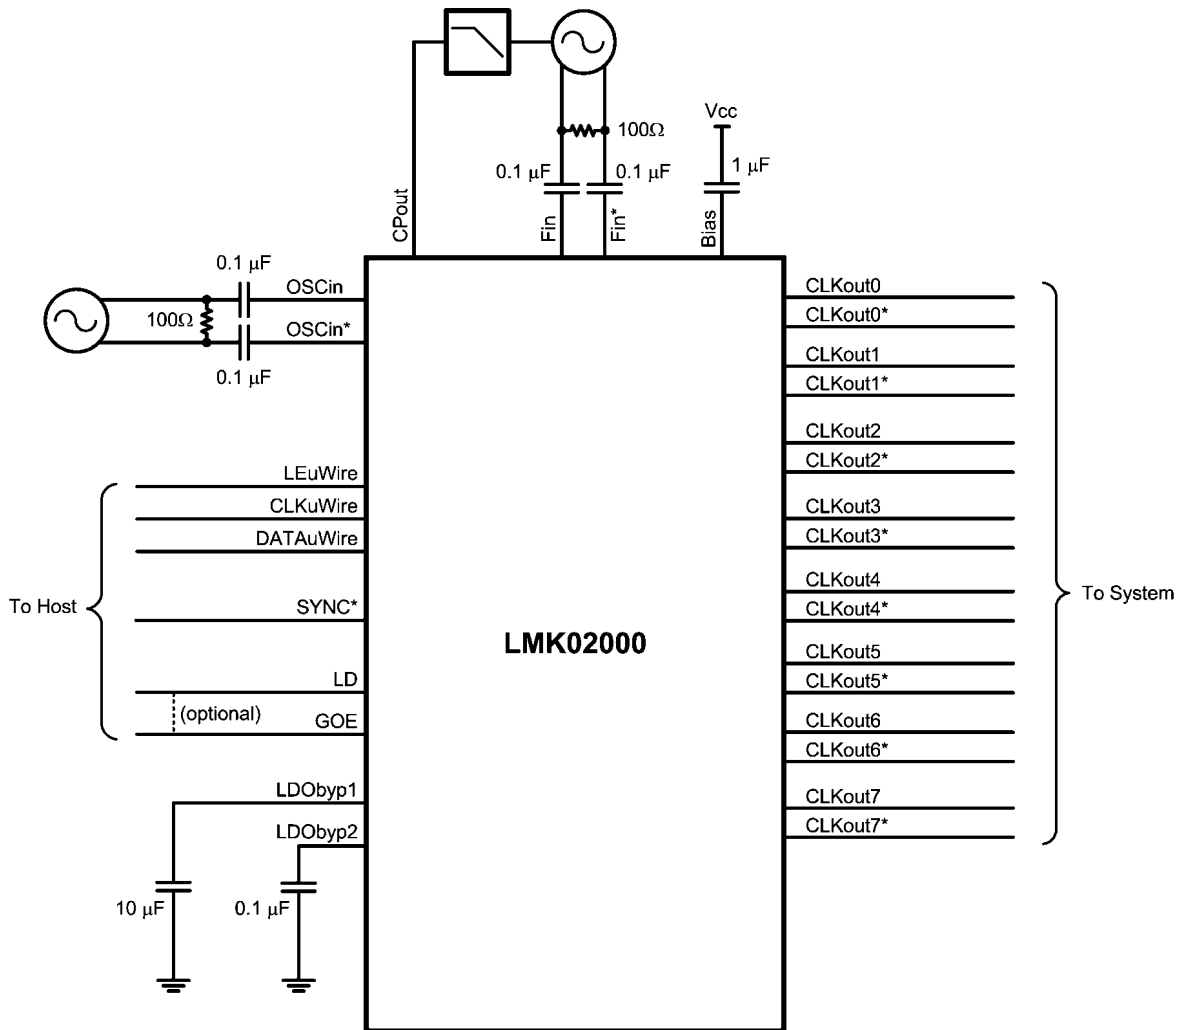 Vcc
100Ω
0.1 µF
0.1 µF
1 µF
CPout
Fin
Fin*
Bias
0.1 µF
OSCin
100Ω
OSCin*
0.1 µF
CLKout0
CLKout0*
CLKout1
CLKout1*
CLKout2
CLKout2*
CLKout3
CLKout3*
CLKout4
CLKout4*
CLKout5
CLKout5*
CLKout6
CLKout6*
CLKout7
CLKout7*
To System
LEuWire
CLKuWire
DATAuWire
To Host
SYNC*
LMK02000
LD
(optional)
GOE
LDObyp1
LDObyp2
10 µF
0.1 µF